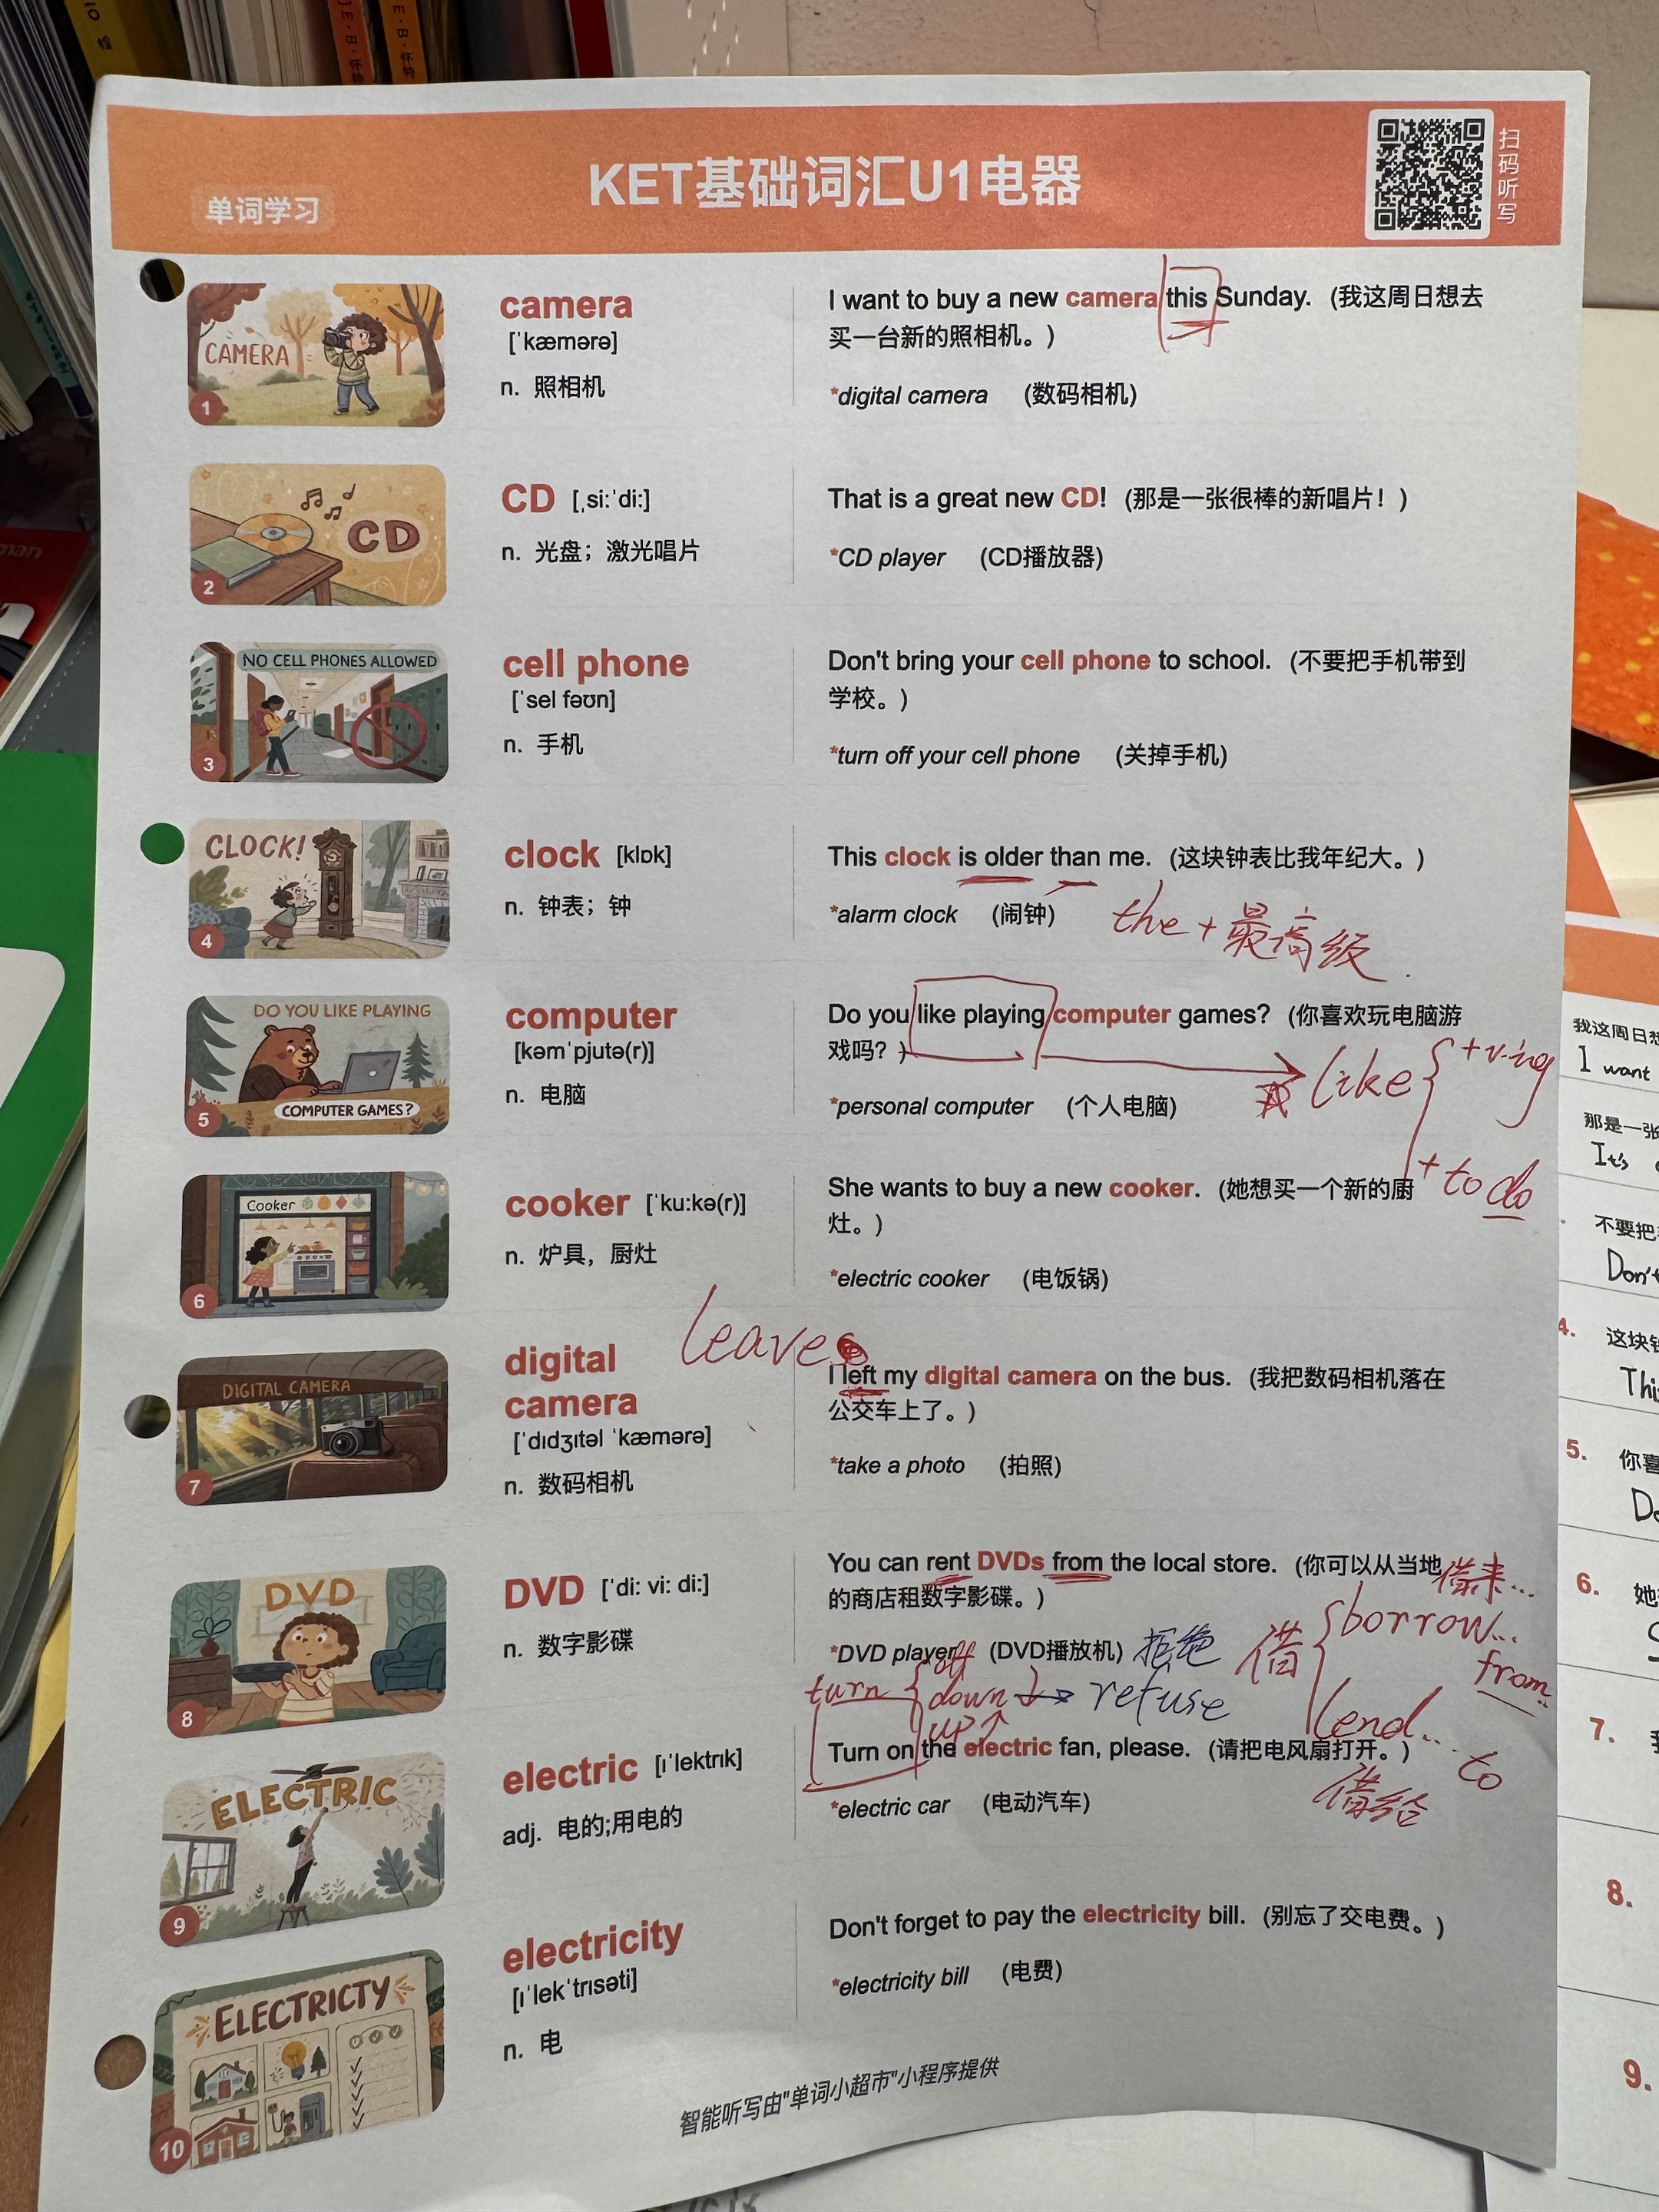 KET基础词汇U1电器
单词学习
扫码听写
CAMERA
1
camera
[ˈkæmərə]
n. 照相机
I want to buy a new camera this Sunday. (我这周日想去
买一台新的照相机。)
*digital camera (数码相机)
CD
2
CD [ˌsiːˈdiː]
n. 光盘；激光唱片
That is a great new CD! (那是一张很棒的新唱片！)
*CD player (CD播放器)
NO CELL PHONES ALLOWED
3
cell phone
[ˈsel fəʊn]
n. 手机
Don't bring your cell phone to school. (不要把手机带到
学校。)
*turn off your cell phone (关掉手机)
CLOCK!
4
clock [klɒk]
n. 钟表；钟
This clock is older than me. (这块钟表比我年纪大。)
*alarm clock (闹钟)
the + 最高级
DO YOU LIKE PLAYING
COMPUTER GAMES?
5
computer
[kəmˈpjutə(r)]
n. 电脑
Do you like playing computer games? (你喜欢玩电脑游
戏吗？)
*personal computer (个人电脑)
like { + v-ing
+ to do
Cooker
6
cooker [ˈkuːkə(r)]
n. 炉具，厨灶
She wants to buy a new cooker. (她想买一个新的厨
灶。)
*electric cooker (电饭锅)
leave
DIGITAL CAMERA
7
digital
camera
[ˈdɪdʒɪtəl ˈkæmərə]
n. 数码相机
I left my digital camera on the bus. (我把数码相机落在
公交车上了。)
*take a photo (拍照)
DVD
8
DVD [ˈdiː viː diː]
n. 数字影碟
You can rent DVDs from the local store. (你可以从当地
的商店租数字影碟。)
*DVD player (DVD播放机)
借来...
借 { borrow... from...
lend... to
借给
拒绝
turn { off
down → refuse
up ↑
ELECTRIC
9
electric [ɪˈlektrɪk]
adj. 电的;用电的
Turn on the electric fan, please. (请把电风扇打开。)
*electric car (电动汽车)
ELECTRICTY
10
electricity
[ɪˈlekˈtrɪsəti]
n. 电
Don't forget to pay the electricity bill. (别忘了交电费。)
*electricity bill (电费)
智能听写由"单词小超市"小程序提供
我这周日想
I want
那是一张
It's
不要把
Don't
4. 这块钟
This
5. 你喜
Do
6. 她
7. 我
8.
9.